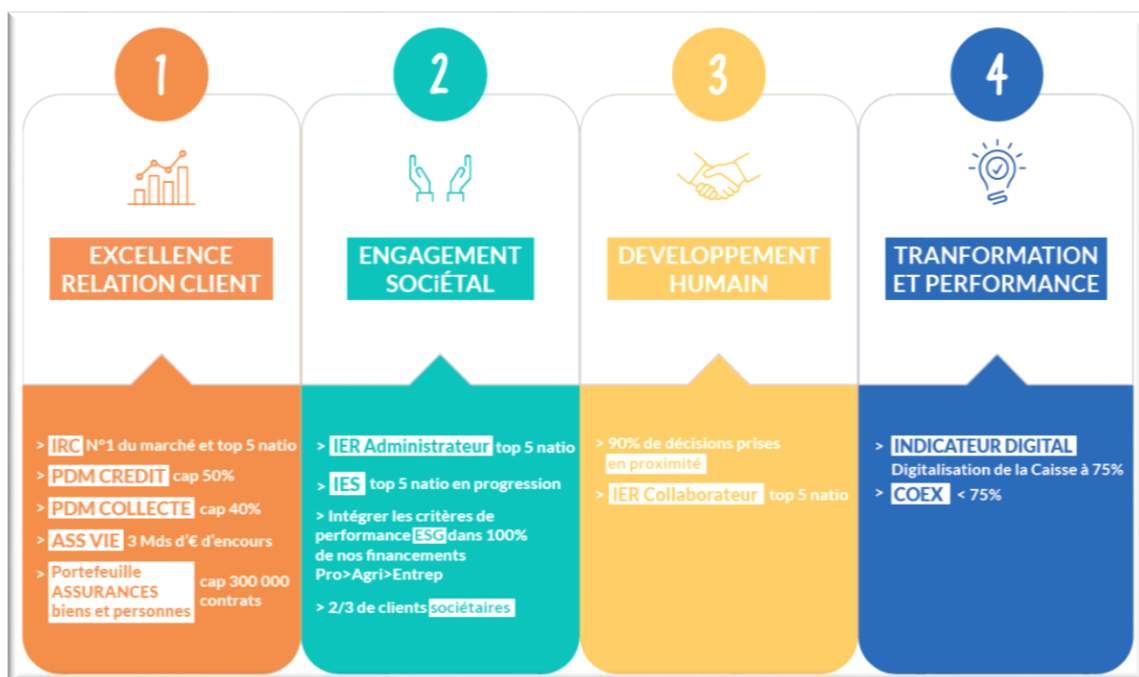 1
EXCELLENCE
RELATION CLIENT
> IRC N°1 du marché et top 5 natio
> PDM CREDIT cap 50%
> PDM COLLECTE cap 40%
> ASS VIE 3 Mds d'€ d'encours
> Portefeuille
ASSURANCES
biens et personnes
cap 300 000
contrats
2
ENGAGEMENT
SOCiÉTAL
> IER Administrateur top 5 natio
> IES top 5 natio en progression
> Intégrer les critères de
performance ESG dans 100%
de nos financements
Pro>Agri>Entrep
> 2/3 de clients sociétaires
3
DEVELOPPEMENT
HUMAIN
> 90% de décisions prises
en proximité
> IER Collaborateur top 5 natio
4
TRANFORMATION
ET PERFORMANCE
> INDICATEUR DIGITAL
Digitalisation de la Caisse à 75%
> COEX < 75%